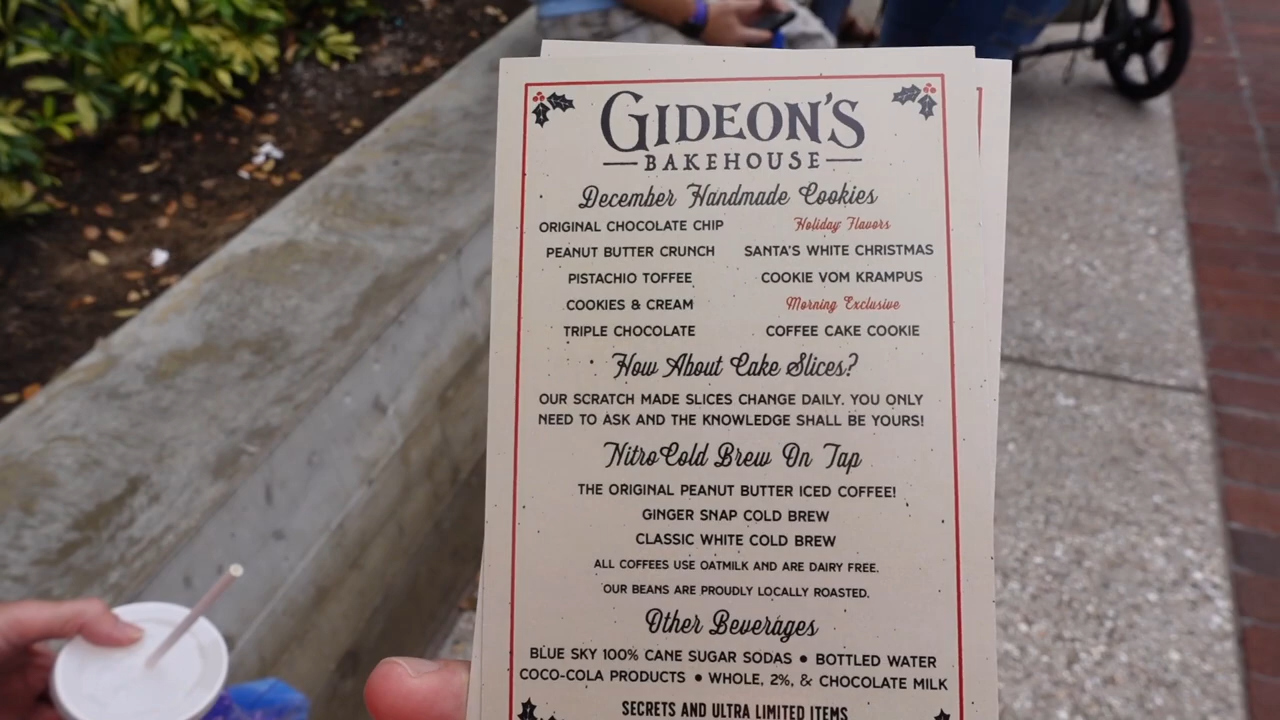 GIDEON'S
BAKEHOUSE
December Handmade Cookies
ORIGINAL CHOCOLATE CHIP
PEANUT BUTTER CRUNCH
PISTACHIO TOFFEE
COOKIES & CREAM
TRIPLE CHOCOLATE
Holiday Flavors
SANTA'S WHITE CHRISTMAS
COOKIE VOM KRAMPUS
Morning Exclusive
COFFEE CAKE COOKIE
How About Cake Slices?
OUR SCRATCH MADE SLICES CHANGE DAILY. YOU ONLY
NEED TO ASK AND THE KNOWLEDGE SHALL BE YOURS!
Nitro Cold Brew On Tap
THE ORIGINAL PEANUT BUTTER ICED COFFEE!
GINGER SNAP COLD BREW
CLASSIC WHITE COLD BREW
ALL COFFEES USE OATMILK AND ARE DAIRY FREE.
OUR BEANS ARE PROUDLY LOCALLY ROASTED.
Other Beverages
BLUE SKY 100% CANE SUGAR SODAS • BOTTLED WATER
COCO-COLA PRODUCTS • WHOLE, 2%, & CHOCOLATE MILK
SECRETS AND ULTRA LIMITED ITEMS